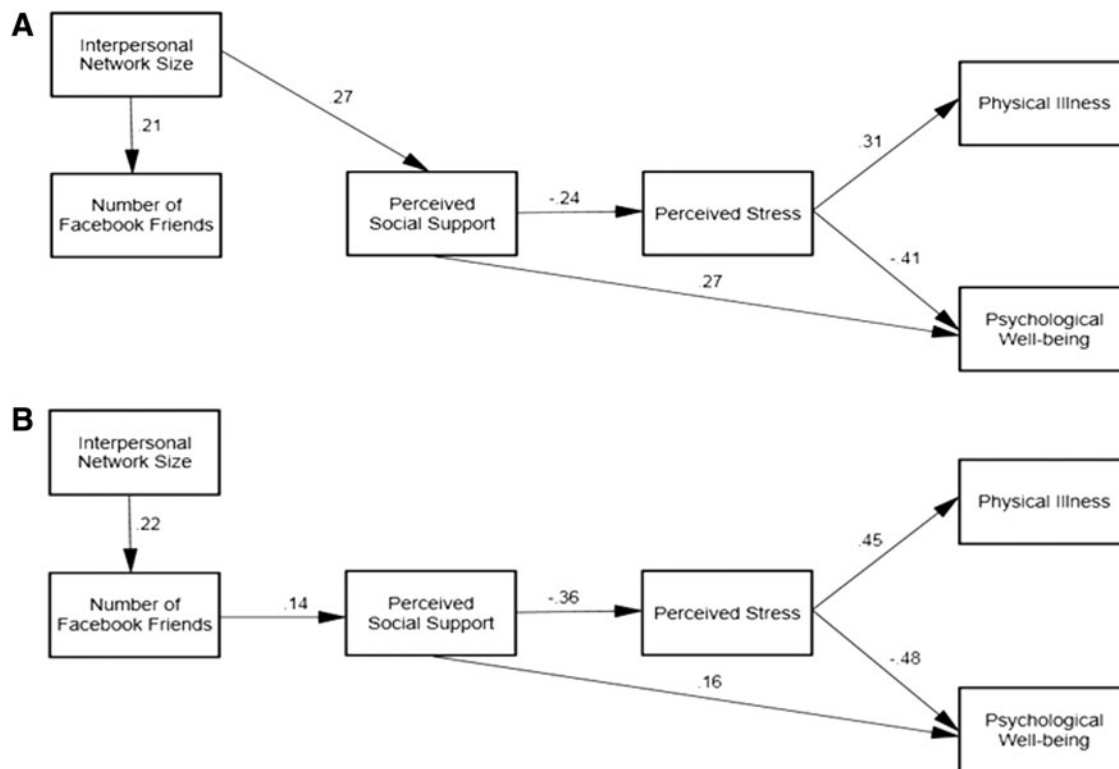 A
Interpersonal
Network Size
.27
.21
Physical Illness
.31
Number of
Facebook Friends
Perceived
Social Support
-.24
Perceived Stress
-.41
.27
Psychological
Well-being
B
Interpersonal
Network Size
.22
Physical Illness
.45
Number of
Facebook Friends
.14
Perceived
Social Support
-.36
Perceived Stress
-.48
.16
Psychological
Well-being